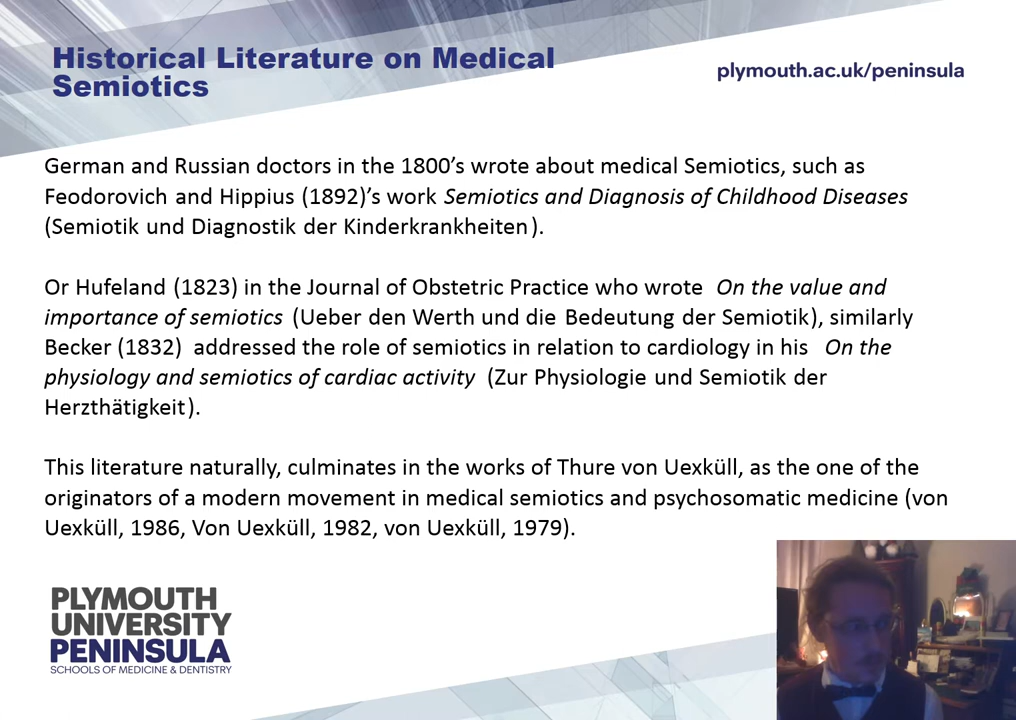 Historical Literature on Medical
Semiotics
plymouth.ac.uk/peninsula
German and Russian doctors in the 1800's wrote about medical Semiotics, such as
Feodorovich and Hippius (1892)'s work Semiotics and Diagnosis of Childhood Diseases
(Semiotik und Diagnostik der Kinderkrankheiten).
Or Hufeland (1823) in the Journal of Obstetric Practice who wrote On the value and
importance of semiotics (Ueber den Werth und die Bedeutung der Semiotik), similarly
Becker (1832) addressed the role of semiotics in relation to cardiology in his On the
physiology and semiotics of cardiac activity (Zur Physiologie und Semiotik der
Herzthätigkeit).
This literature naturally, culminates in the works of Thure von Uexküll, as the one of the
originators of a modern movement in medical semiotics and psychosomatic medicine (von
Uexküll, 1986, Von Uexküll, 1982, von Uexküll, 1979).
PLYMOUTH
UNIVERSITY
PENINSULA
SCHOOLS OF MEDICINE & DENTISTRY